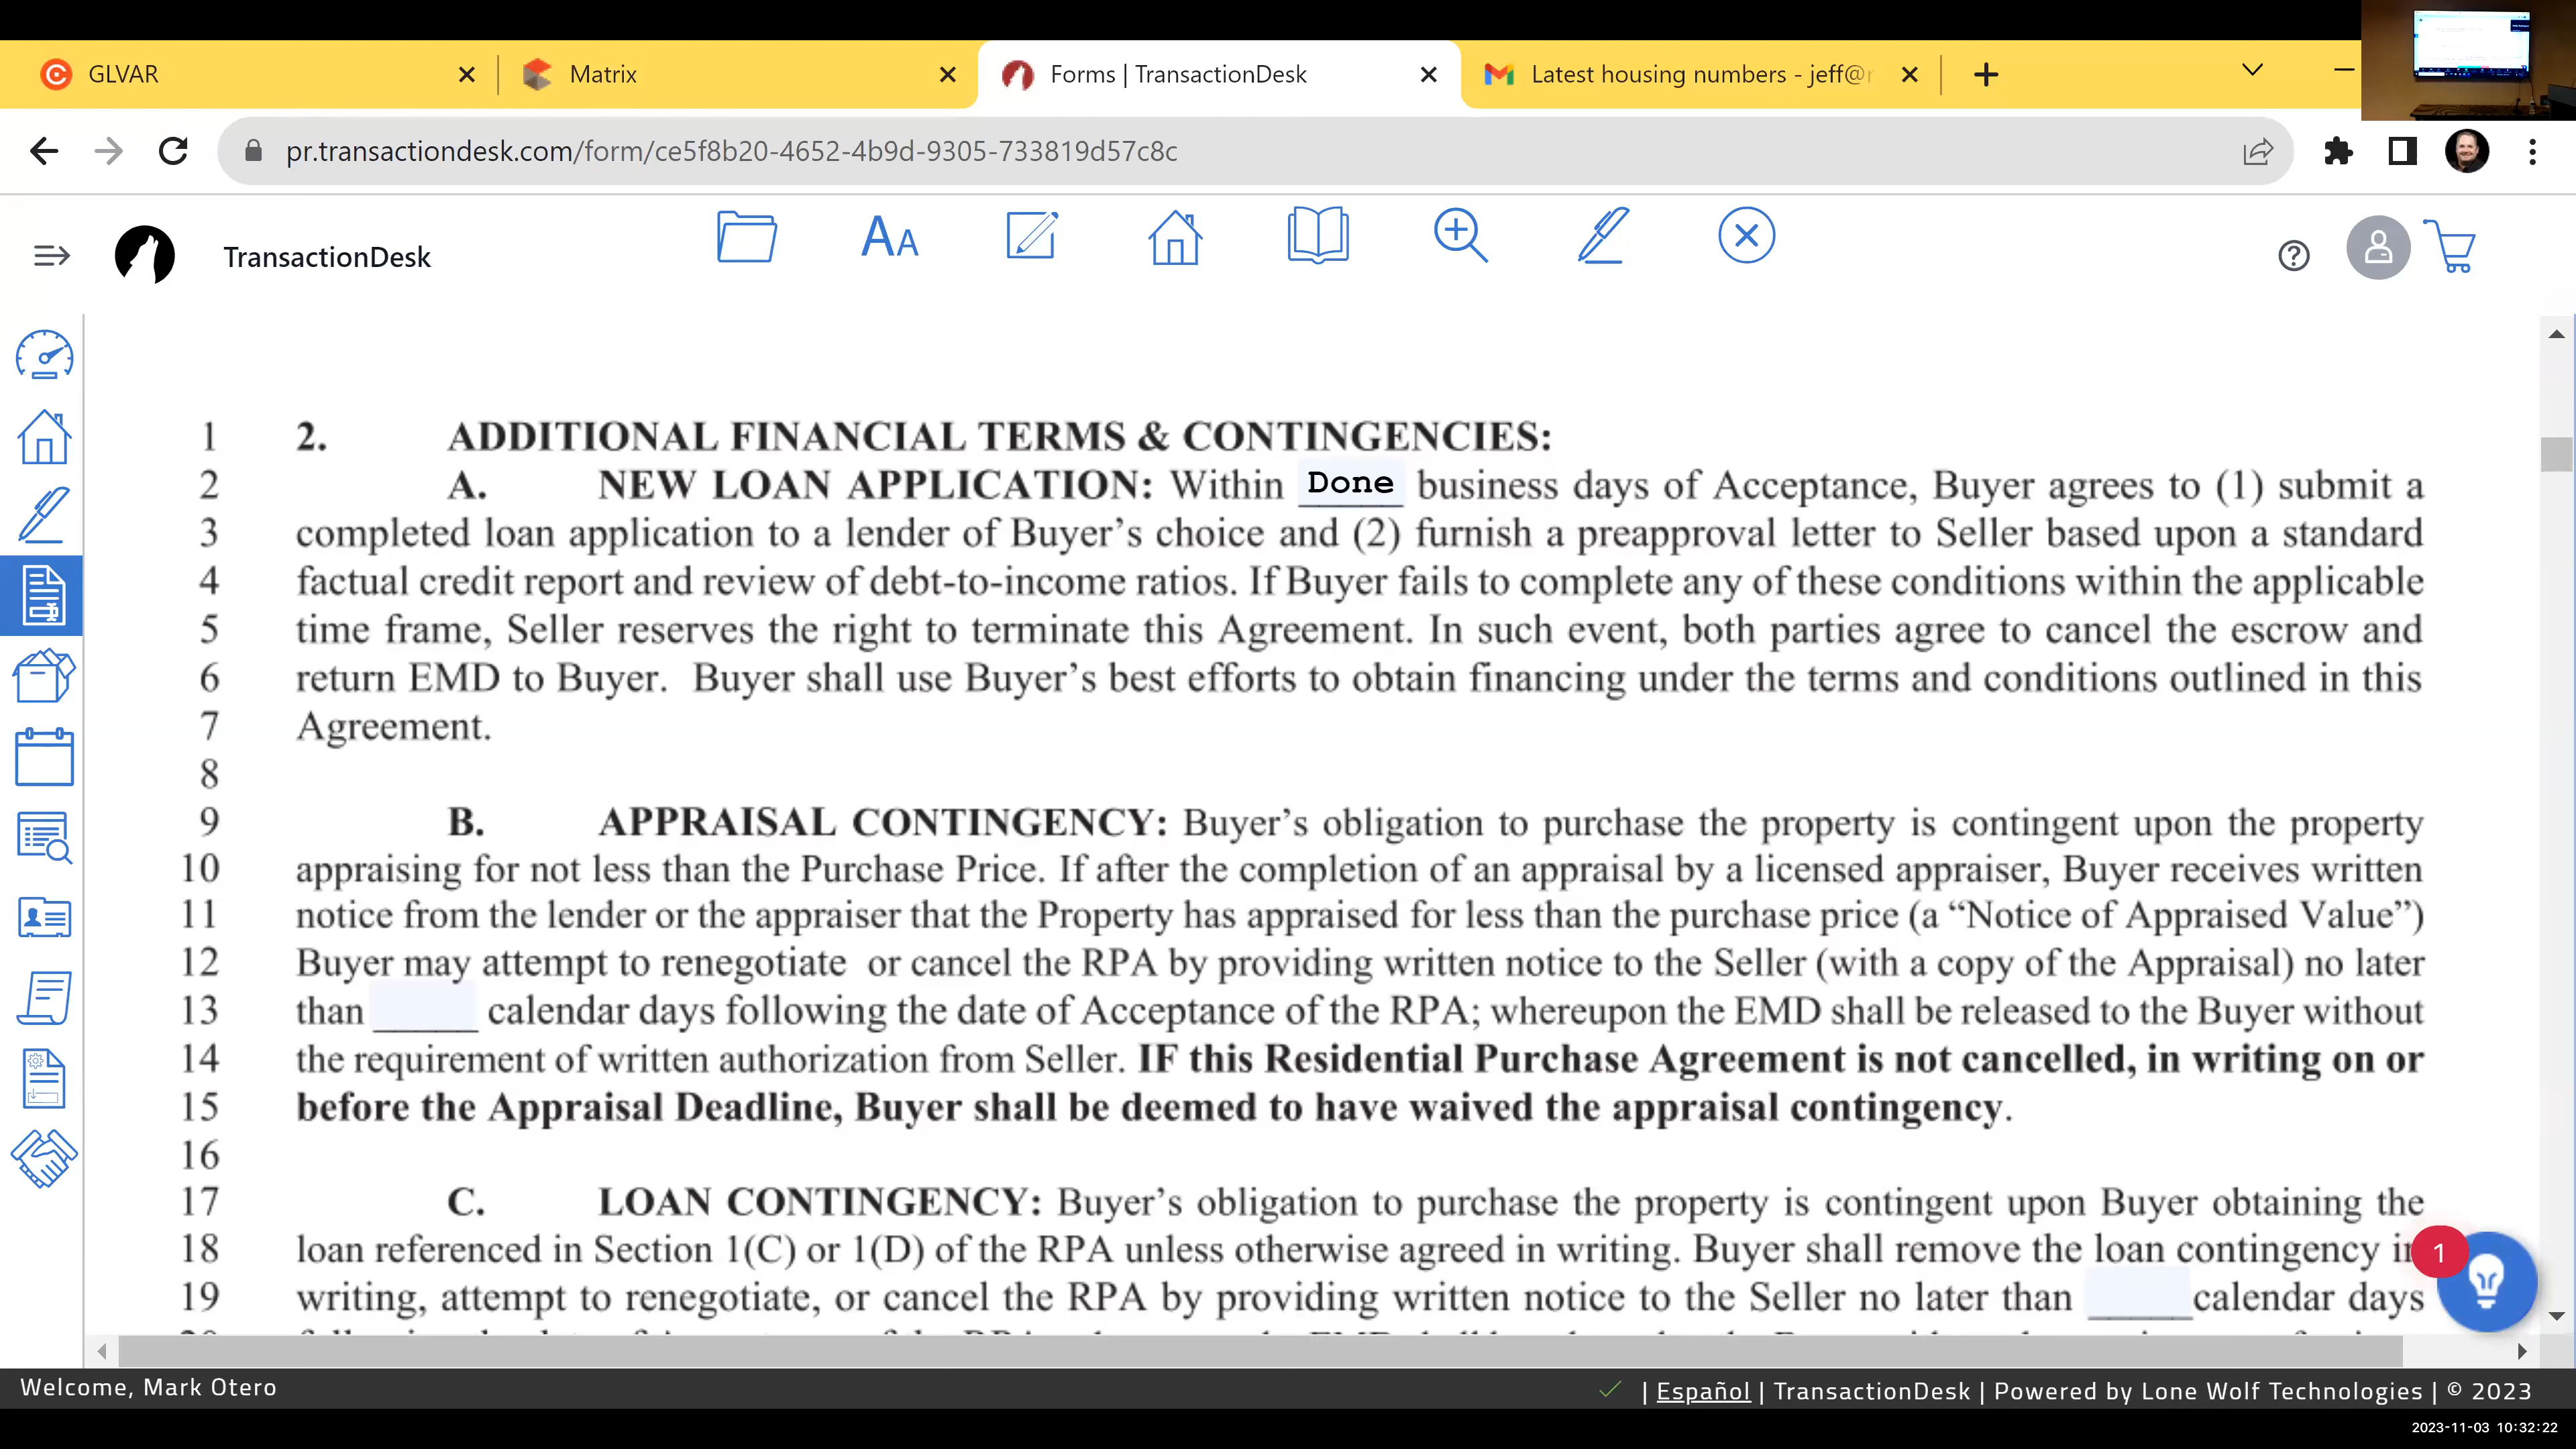 GLVAR
Matrix
Forms | TransactionDesk
Latest housing numbers - jeff@
pr.transactiondesk.com/form/ce5f8b20-4652-4b9d-9305-733819d57c8c
TransactionDesk
1 2. ADDITIONAL FINANCIAL TERMS & CONTINGENCIES:
2 A. NEW LOAN APPLICATION: Within Done business days of Acceptance, Buyer agrees to (1) submit a
3 completed loan application to a lender of Buyer's choice and (2) furnish a preapproval letter to Seller based upon a standard
4 factual credit report and review of debt-to-income ratios. If Buyer fails to complete any of these conditions within the applicable
5 time frame, Seller reserves the right to terminate this Agreement. In such event, both parties agree to cancel the escrow and
6 return EMD to Buyer. Buyer shall use Buyer's best efforts to obtain financing under the terms and conditions outlined in this
7 Agreement.
8
9 B. APPRAISAL CONTINGENCY: Buyer's obligation to purchase the property is contingent upon the property
10 appraising for not less than the Purchase Price. If after the completion of an appraisal by a licensed appraiser, Buyer receives written
11 notice from the lender or the appraiser that the Property has appraised for less than the purchase price (a “Notice of Appraised Value”)
12 Buyer may attempt to renegotiate or cancel the RPA by providing written notice to the Seller (with a copy of the Appraisal) no later
13 than _____ calendar days following the date of Acceptance of the RPA; whereupon the EMD shall be released to the Buyer without
14 the requirement of written authorization from Seller. IF this Residential Purchase Agreement is not cancelled, in writing on or
15 before the Appraisal Deadline, Buyer shall be deemed to have waived the appraisal contingency.
16
17 C. LOAN CONTINGENCY: Buyer's obligation to purchase the property is contingent upon Buyer obtaining the
18 loan referenced in Section 1(C) or 1(D) of the RPA unless otherwise agreed in writing. Buyer shall remove the loan contingency in
19 writing, attempt to renegotiate, or cancel the RPA by providing written notice to the Seller no later than _____ calendar days
1
Welcome, Mark Otero
| Español | TransactionDesk | Powered by Lone Wolf Technologies | © 2023
2023-11-03 10:32:22